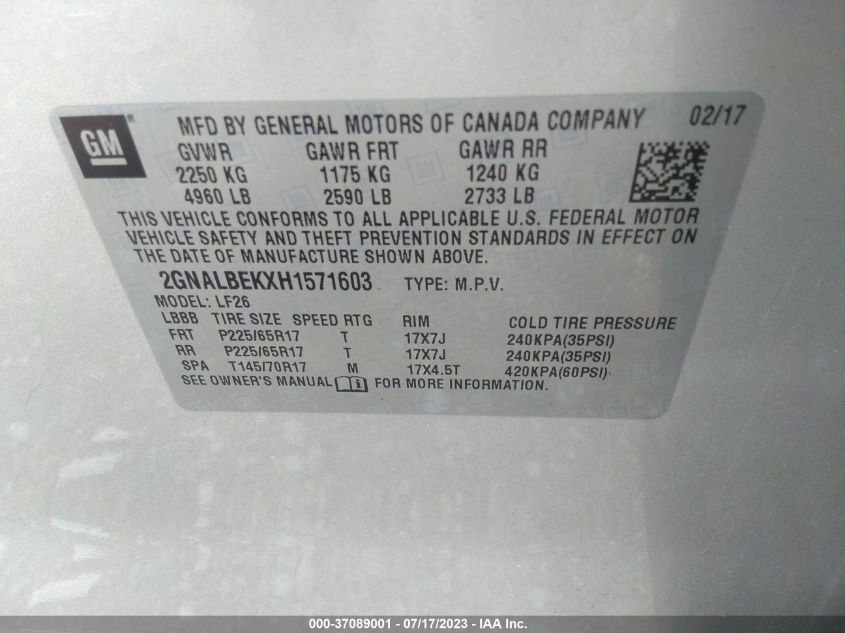 GM ® MFD BY GENERAL MOTORS OF CANADA COMPANY 02/17
GVWR GAWR FRT GAWR RR
2250 KG 1175 KG 1240 KG
4960 LB 2590 LB 2733 LB
THIS VEHICLE CONFORMS TO ALL APPLICABLE U.S. FEDERAL MOTOR
VEHICLE SAFETY AND THEFT PREVENTION STANDARDS IN EFFECT ON
THE DATE OF MANUFACTURE SHOWN ABOVE.
2GNALBEKXH1571603 TYPE: M.P.V.
MODEL: LF26
LBBB TIRE SIZE SPEED RTG RIM COLD TIRE PRESSURE
FRT P225/65R17 T 17X7J 240KPA(35PSI)
RR P225/65R17 T 17X7J 240KPA(35PSI)
SPA T145/70R17 M 17X4.5T 420KPA(60PSI)
SEE OWNER'S MANUAL i FOR MORE INFORMATION.
000-37089001 - 07/17/2023 - IAA Inc.